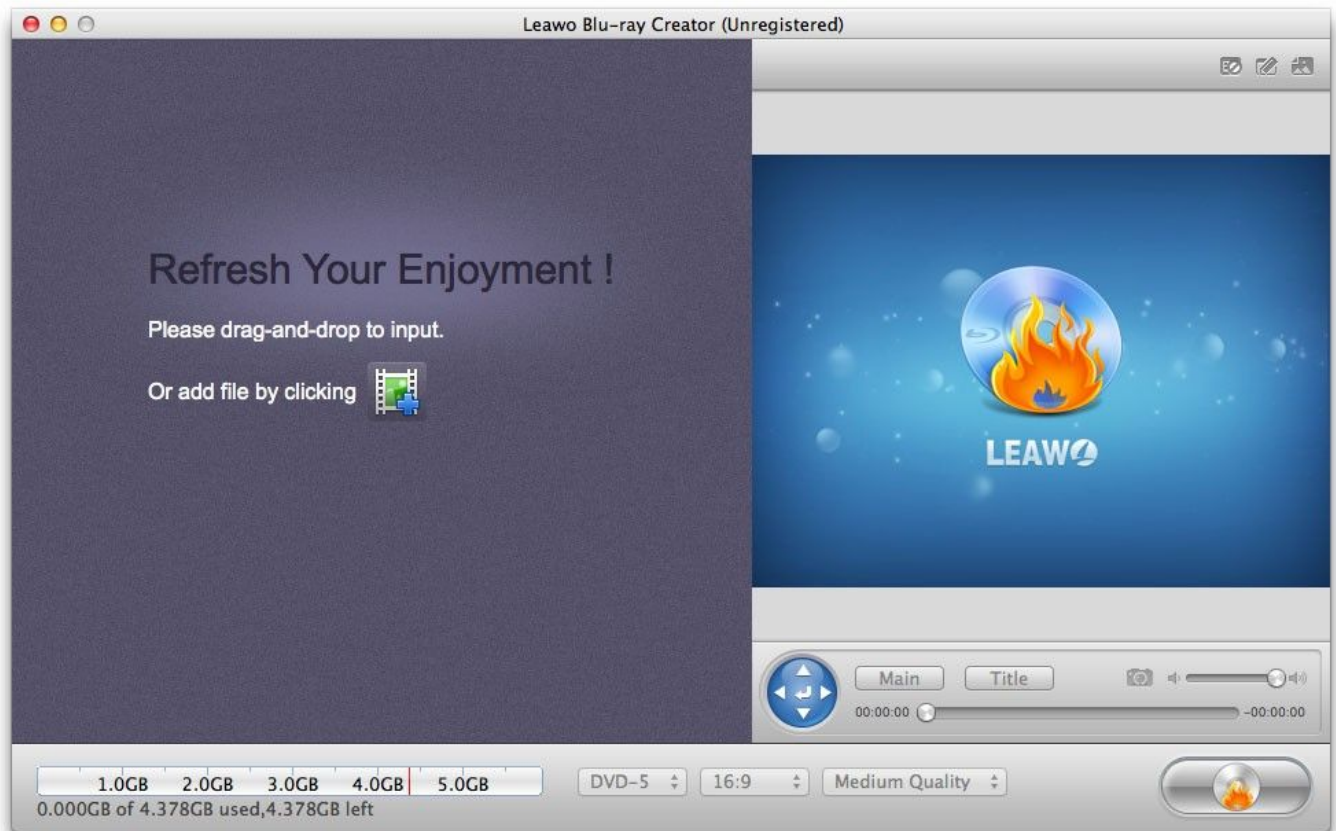 Leawo Blu-ray Creator (Unregistered)
Refresh Your Enjoyment !
Please drag-and-drop to input.
Or add file by clicking
LEAWO
Main
Title
00:00:00
-00:00:00
1.0GB 2.0GB 3.0GB 4.0GB 5.0GB
DVD-5
16:9
Medium Quality
0.000GB of 4.378GB used,4.378GB left